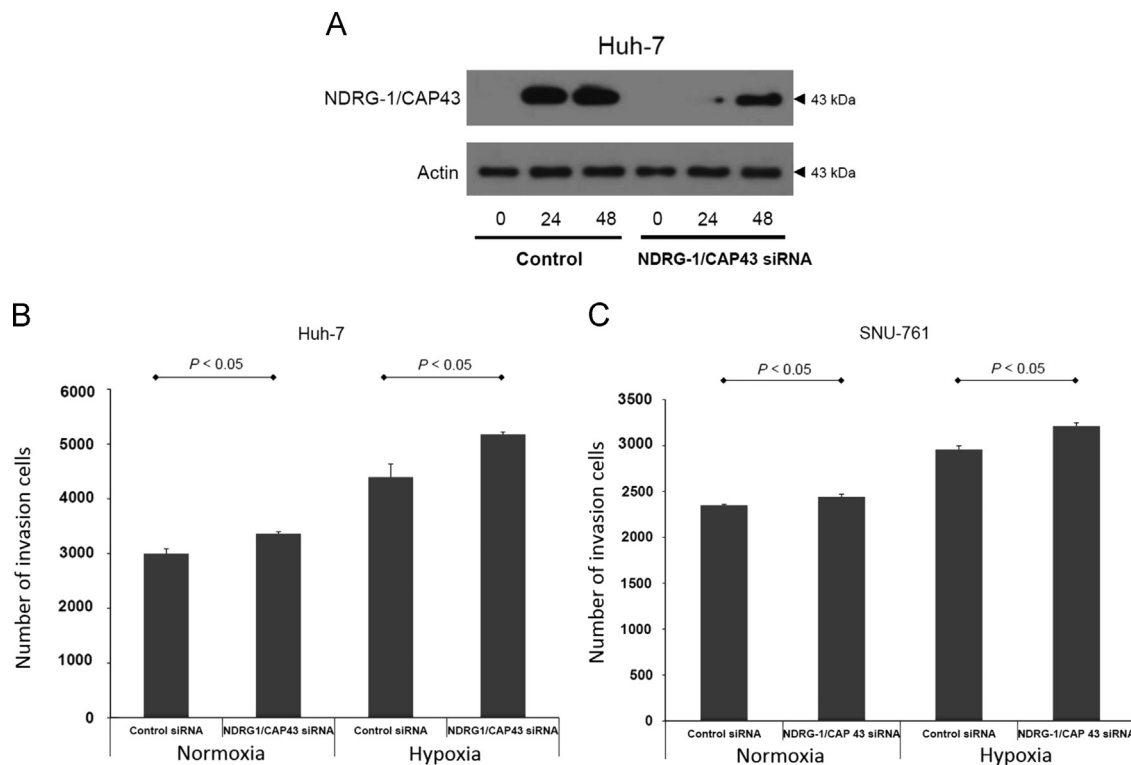 A
Huh-7
NDRG-1/CAP43
43 kDa
Actin
43 kDa
0 24 48 0 24 48
Control NDRG-1/CAP43 siRNA
B
Huh-7
P < 0.05 P < 0.05
Number of invasion cells
6000
5000
4000
3000
2000
1000
0
Control siRNA NDRG1/CAP43 siRNA Control siRNA NDRG1/CAP43 siRNA
Normoxia Hypoxia
C
SNU-761
P < 0.05 P < 0.05
Number of invasion cells
3500
3000
2500
2000
1500
1000
500
0
Control siRNA NDRG-1/CAP 43 siRNA Control siRNA NDRG-1/CAP 43 siRNA
Normoxia Hypoxia